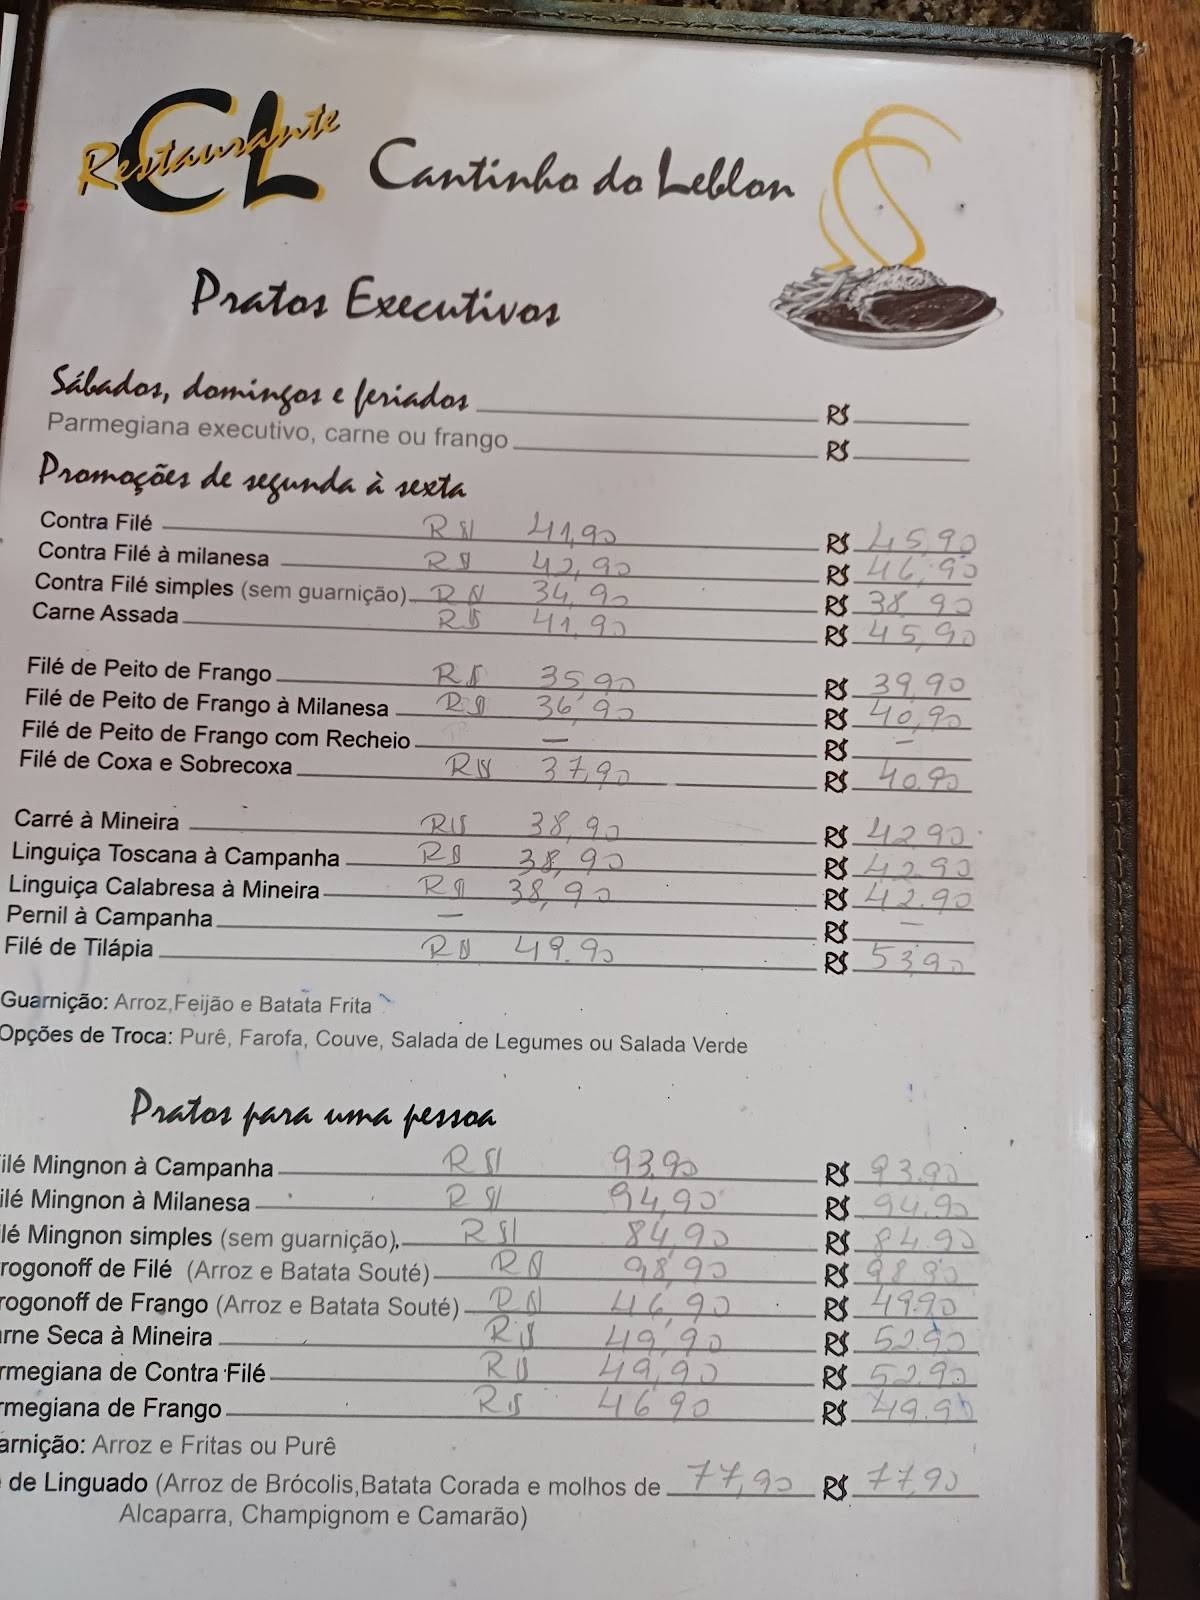 Restaurante
CL
Cantinho do Leblon
Pratos Executivos
Sábados, domingos e feriados R$
Parmegiana executivo, carne ou frango R$
Promoções de segunda à sexta
Contra Filé R$ 41,90 R$ 45,90
Contra Filé à milanesa R$ 42,90 R$ 46,90
Contra Filé simples (sem guarnição) R$ 34,90 R$ 38,90
Carne Assada R$ 41,90 R$ 45,90
Filé de Peito de Frango R$ 35,90 R$ 39,90
Filé de Peito de Frango à Milanesa R$ 36,90 R$ 40,90
Filé de Peito de Frango com Recheio — R$ —
Filé de Coxa e Sobrecoxa R$ 37,90 R$ 40.90
Carré à Mineira R$ 38,90 R$ 42.90
Linguiça Toscana à Campanha R$ 38,90 R$ 42.90
Linguiça Calabresa à Mineira R$ 38,90 R$ 42.90
Pernil à Campanha — R$ —
Filé de Tilápia R$ 49.90 R$ 53,90
Guarnição: Arroz,Feijão e Batata Frita
Opções de Troca: Purê, Farofa, Couve, Salada de Legumes ou Salada Verde
Pratos para uma pessoa
ilé Mingnon à Campanha R$ 93,90 R$ 93.90
ilé Mingnon à Milanesa R$ 94,90 R$ 94.90
lé Mingnon simples (sem guarnição). R$ 84,90 R$ 84.90
rogonoff de Filé (Arroz e Batata Souté) R$ 98,90 R$ 98.90
rogonoff de Frango (Arroz e Batata Souté) R$ 46,90 R$ 49.90
rne Seca à Mineira R$ 49,90 R$ 52.90
rmegiana de Contra Filé R$ 49,90 R$ 52.90
rmegiana de Frango R$ 46 90 R$ 49.90
arnição: Arroz e Fritas ou Purê
de Linguado (Arroz de Brócolis,Batata Corada e molhos de 77,90 R$ 77,90
Alcaparra, Champignom e Camarão)